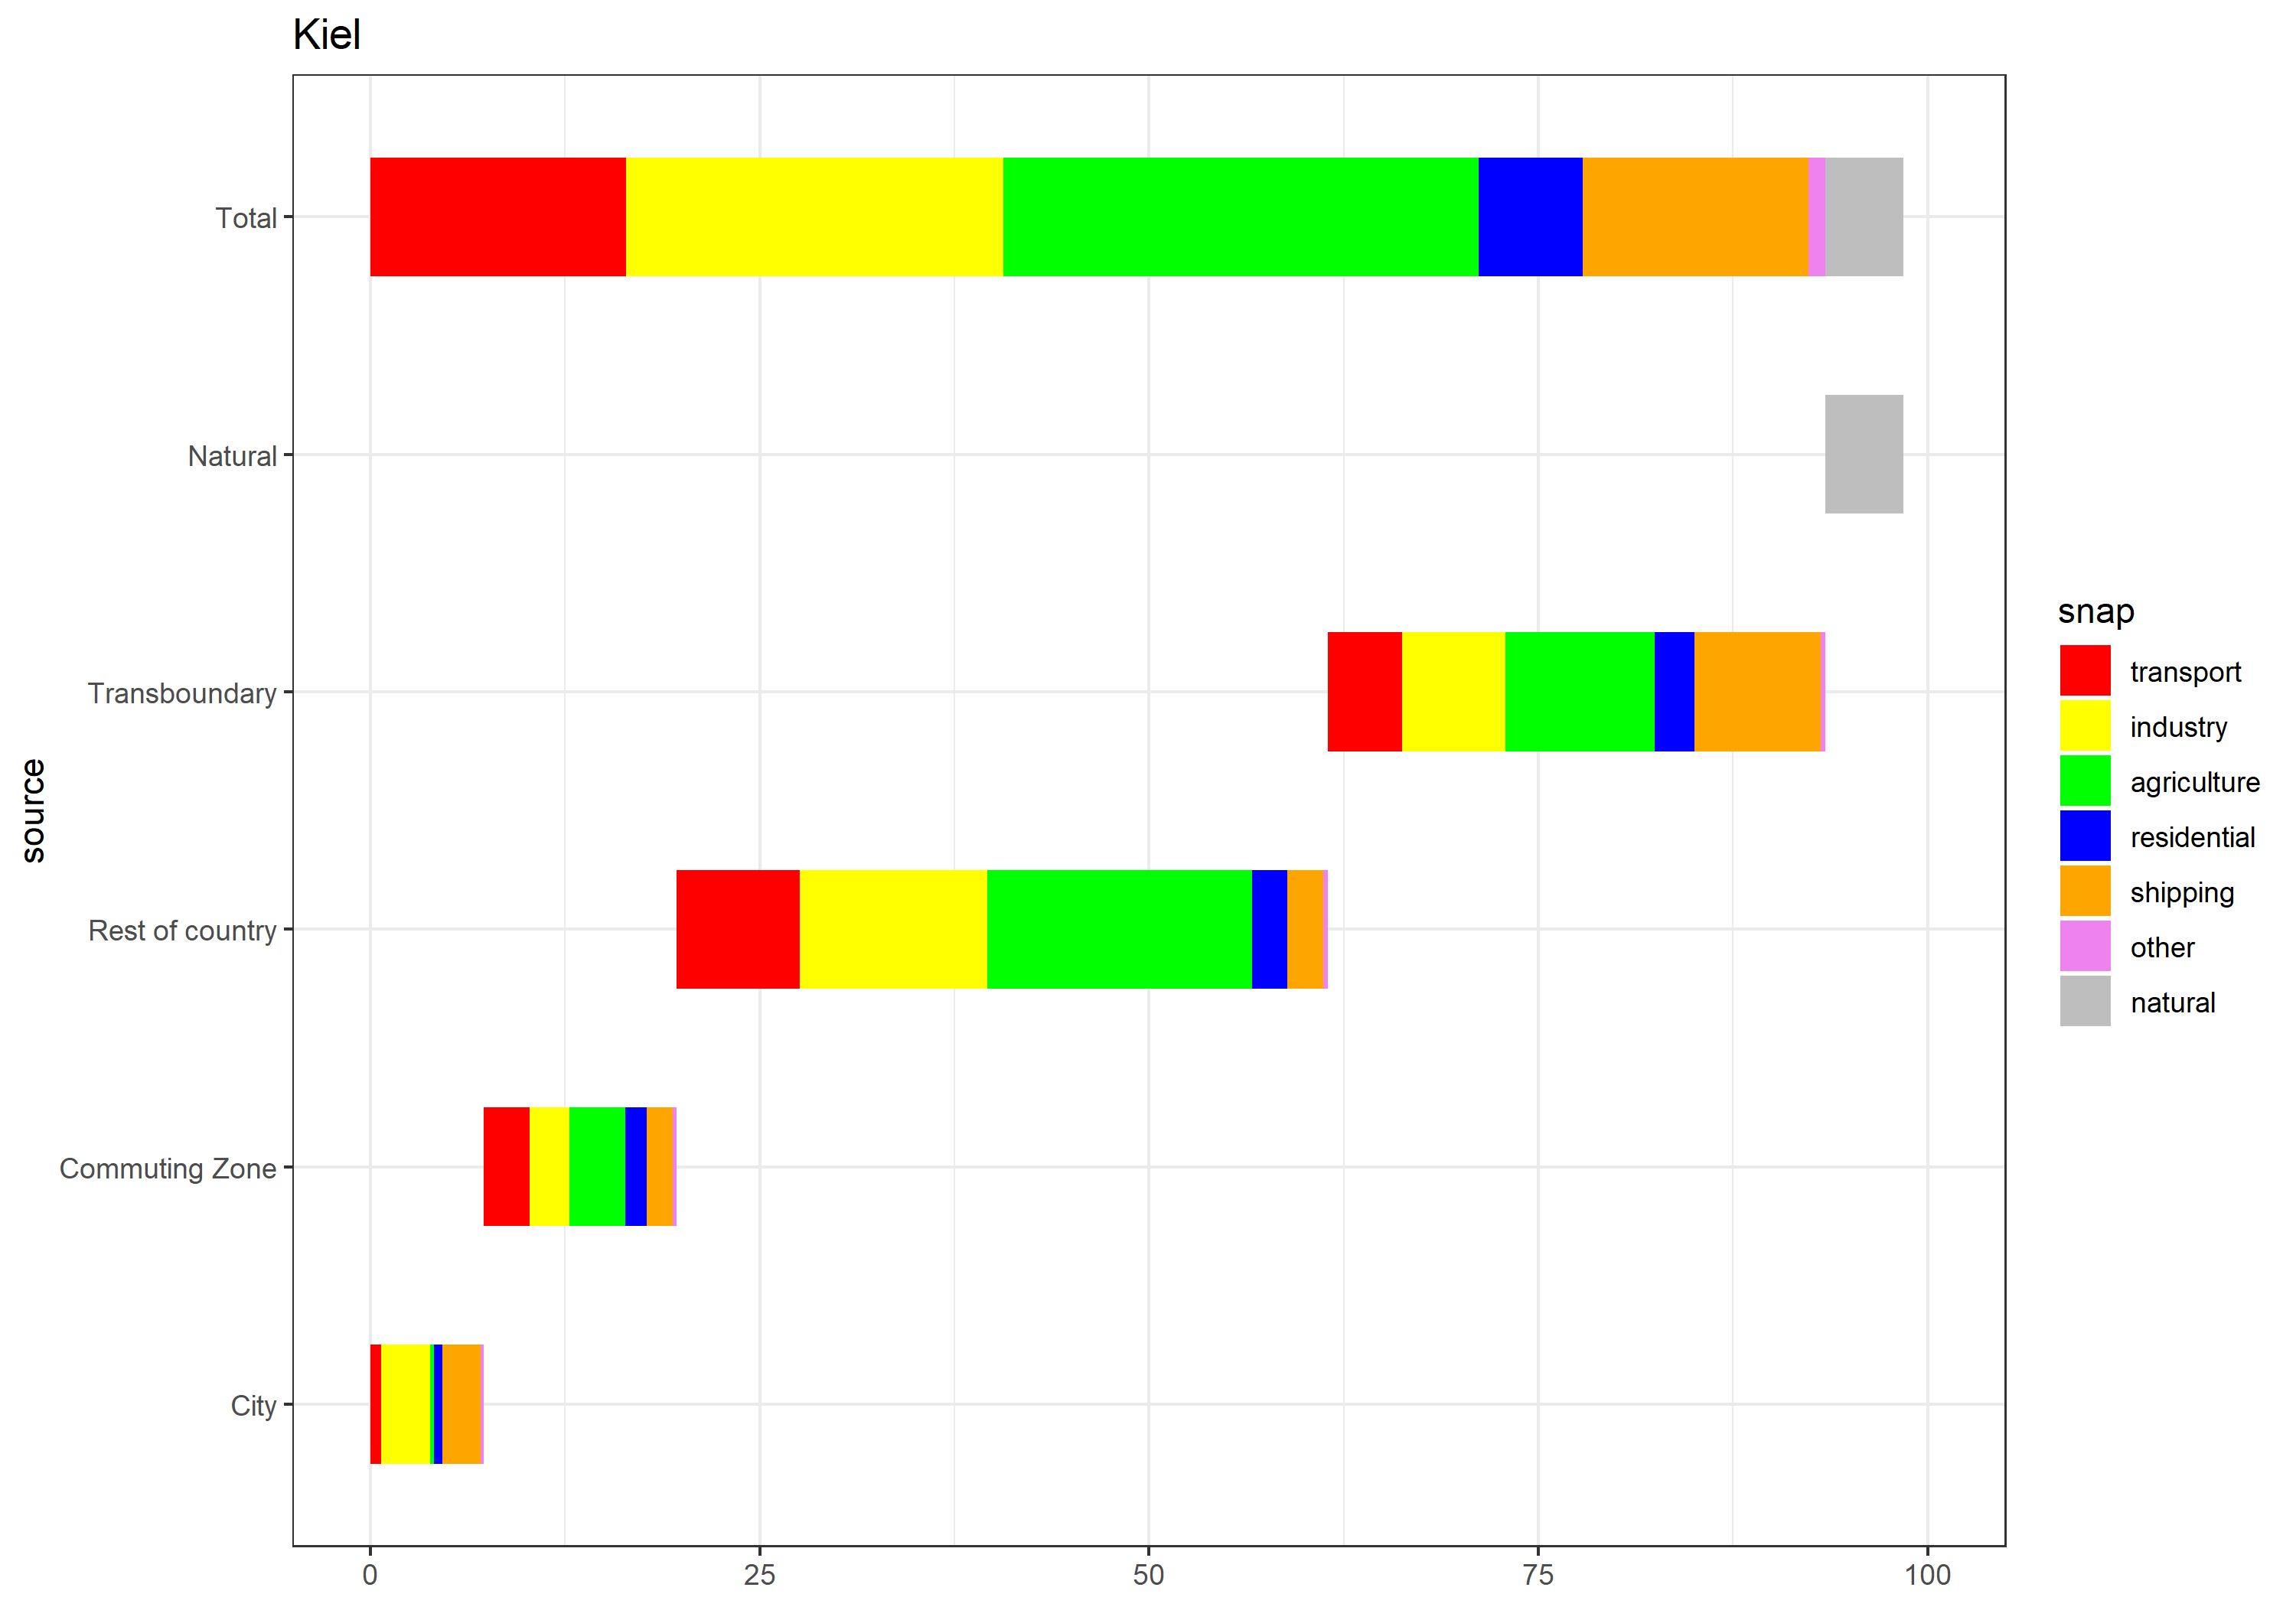 Kiel
Total
Natural
Transboundary
Rest of country
Commuting Zone
City
source
0 25 50 75 100
snap
transport
industry
agriculture
residential
shipping
other
natural